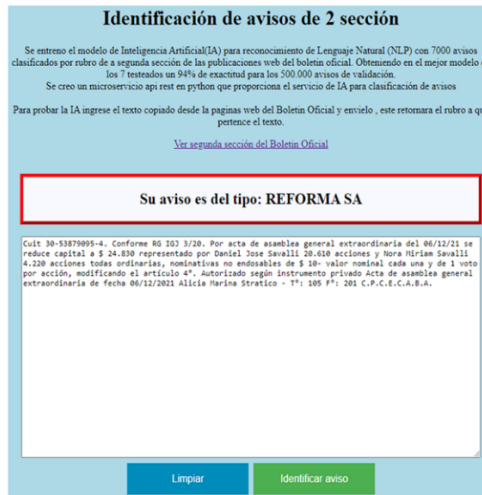 Identificación de avisos de 2 sección
Se entreno el modelo de Inteligencia Artificial(IA) para reconocimiento de Lenguaje Natural (NLP) con 7000 avisos
clasificados por rubro de a segunda sección de las publicaciones web del boletin oficial. Obteniendo en el mejor modelo
los 7 testeados un 94% de exactitud para los 500.000 avisos de validación.
Se creo un microservicio api rest en python que proporciona el servicio de IA para clasificación de avisos
Para probar la IA ingrese el texto copiado desde la paginas web del Boletin Oficial y envielo , este retornara el rubro a
pertence el texto.
Ver segunda sección del Boletin Oficial
Su aviso es del tipo: REFORMA SA
Cuit 30-53879095-4. Conforme RG IGJ 3/20. Por acta de asamblea general extraordinaria del 06/12/21 se
reduce capital a $ 24.830 representado por Daniel Jose Savalli 20.610 acciones y Nora Miriam Savalli
4.220 acciones todas ordinarias, nominativas no endosables de $ 10- valor nominal cada una y de 1 voto
por acción, modificando el artículo 4°. Autorizado según instrumento privado Acta de asamblea general
extraordinaria de fecha 06/12/2021 Alicia Marina Stratico - T°: 105 F°: 201 C.P.C.E.C.A.B.A.
Limpiar
Identificar aviso